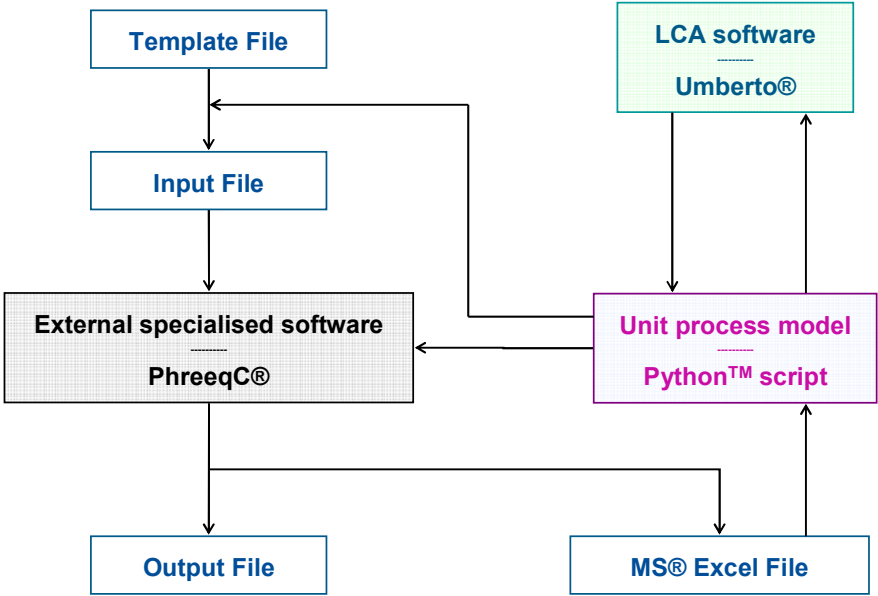 Template File
LCA software
----------
Umberto®
Input File
External specialised software
----------
PhreeqC®
Unit process model
----------
Python™ script
Output File
MS® Excel File